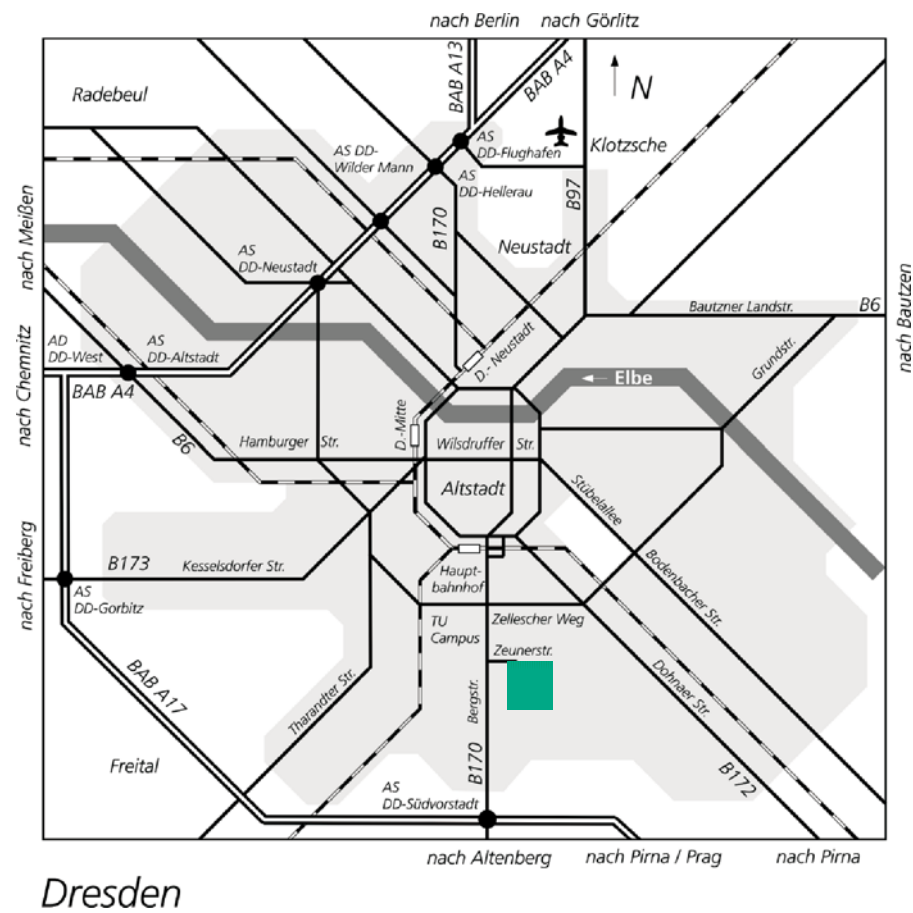 nach Berlin
nach Görlitz
BAB A13
BAB A4
N
Radebeul
AS
DD-Flughafen
Klotzsche
AS DD-
Wilder Mann
AS
DD-Hellerau
B97
B170
nach Meißen
Neustadt
AS
DD-Neustadt
nach Bautzen
Bautzner Landstr.
B6
AD
DD-West
AS
DD-Altstadt
D.- Neustadt
Grundstr.
nach Chemnitz
BAB A4
← Elbe
B6
D.-Mitte
Hamburger Str.
Wilsdruffer Str.
Altstadt
Stübelallee
nach Freiberg
B173
Kesselsdorfer Str.
Haupt-
bahnhof
Bodenbacher Str.
AS
DD-Gorbitz
TU
Campus
Zellescher Weg
Zeunerstr.
BAB A17
Tharandter Str.
Bergstr.
Dohnaer Str.
Freital
B170
B172
AS
DD-Südvorstadt
nach Altenberg
nach Pirna / Prag
nach Pirna
Dresden